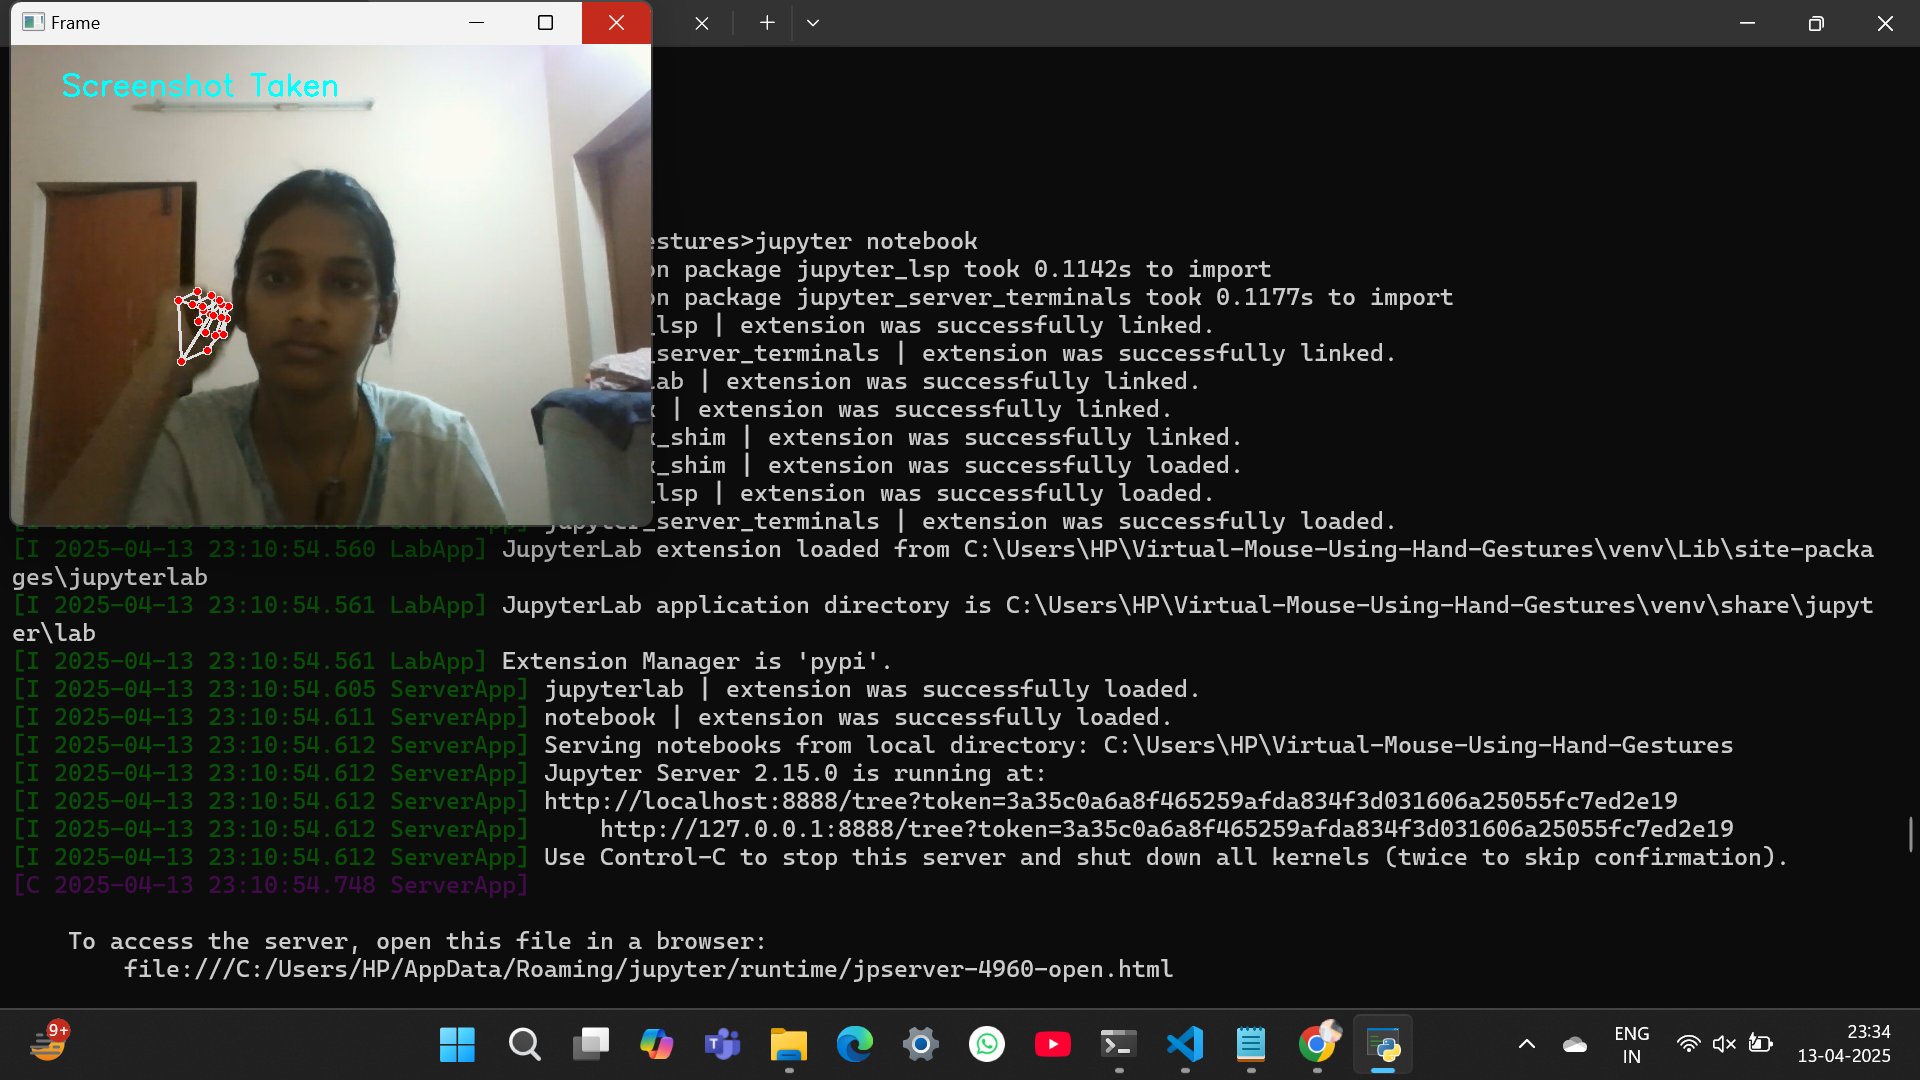 Frame
Screenshot Taken
estures>jupyter notebook
on package jupyter_lsp took 0.1142s to import
on package jupyter_server_terminals took 0.1177s to import
_lsp | extension was successfully linked.
_server_terminals | extension was successfully linked.
lab | extension was successfully linked.
| extension was successfully linked.
_shim | extension was successfully linked.
_shim | extension was successfully loaded.
_lsp | extension was successfully loaded.
jupyter_server_terminals | extension was successfully loaded.
[I 2025-04-13 23:10:54.560 LabApp] JupyterLab extension loaded from C:\Users\HP\Virtual-Mouse-Using-Hand-Gestures\venv\Lib\site-packa
ges\jupyterlab
[I 2025-04-13 23:10:54.561 LabApp] JupyterLab application directory is C:\Users\HP\Virtual-Mouse-Using-Hand-Gestures\venv\share\jupyt
er\lab
[I 2025-04-13 23:10:54.561 LabApp] Extension Manager is 'pypi'.
[I 2025-04-13 23:10:54.605 ServerApp] jupyterlab | extension was successfully loaded.
[I 2025-04-13 23:10:54.611 ServerApp] notebook | extension was successfully loaded.
[I 2025-04-13 23:10:54.612 ServerApp] Serving notebooks from local directory: C:\Users\HP\Virtual-Mouse-Using-Hand-Gestures
[I 2025-04-13 23:10:54.612 ServerApp] Jupyter Server 2.15.0 is running at:
[I 2025-04-13 23:10:54.612 ServerApp] http://localhost:8888/tree?token=3a35c0a6a8f465259afda834f3d031606a25055fc7ed2e19
[I 2025-04-13 23:10:54.612 ServerApp] http://127.0.0.1:8888/tree?token=3a35c0a6a8f465259afda834f3d031606a25055fc7ed2e19
[I 2025-04-13 23:10:54.612 ServerApp] Use Control-C to stop this server and shut down all kernels (twice to skip confirmation).
[C 2025-04-13 23:10:54.748 ServerApp]
To access the server, open this file in a browser:
file:///C:/Users/HP/AppData/Roaming/jupyter/runtime/jpserver-4960-open.html
9+
ENG
IN
23:34
13-04-2025